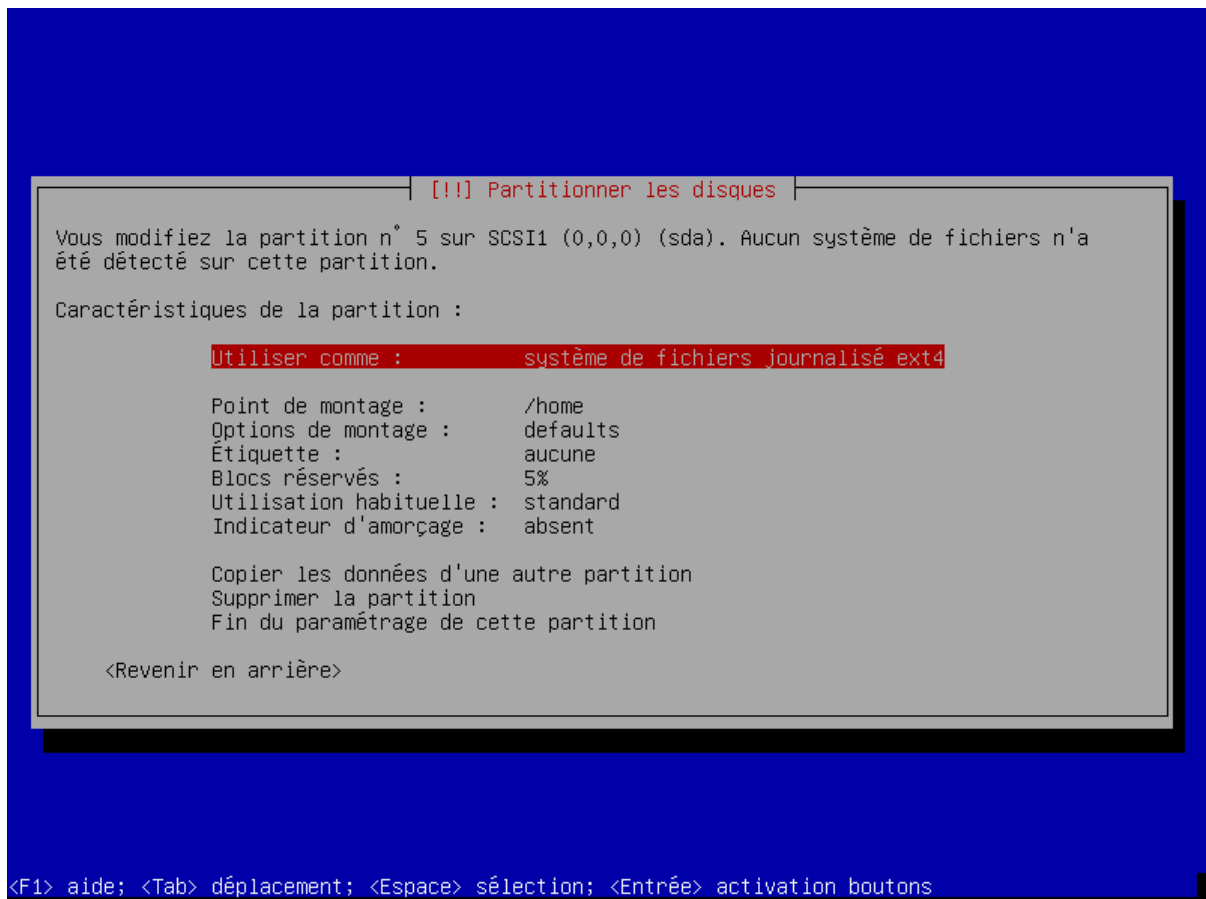 [!!] Partitionner les disques
Vous modifiez la partition n° 5 sur SCSI1 (0,0,0) (sda). Aucun système de fichiers n'a
été détecté sur cette partition.
Caractéristiques de la partition :
Utiliser comme : système de fichiers journalisé ext4
Point de montage : /home
Options de montage : defaults
Étiquette : aucune
Blocs réservés : 5%
Utilisation habituelle : standard
Indicateur d'amorçage : absent
Copier les données d'une autre partition
Supprimer la partition
Fin du paramétrage de cette partition
<Revenir en arrière>
<F1> aide; <Tab> déplacement; <Espace> sélection; <Entrée> activation boutons